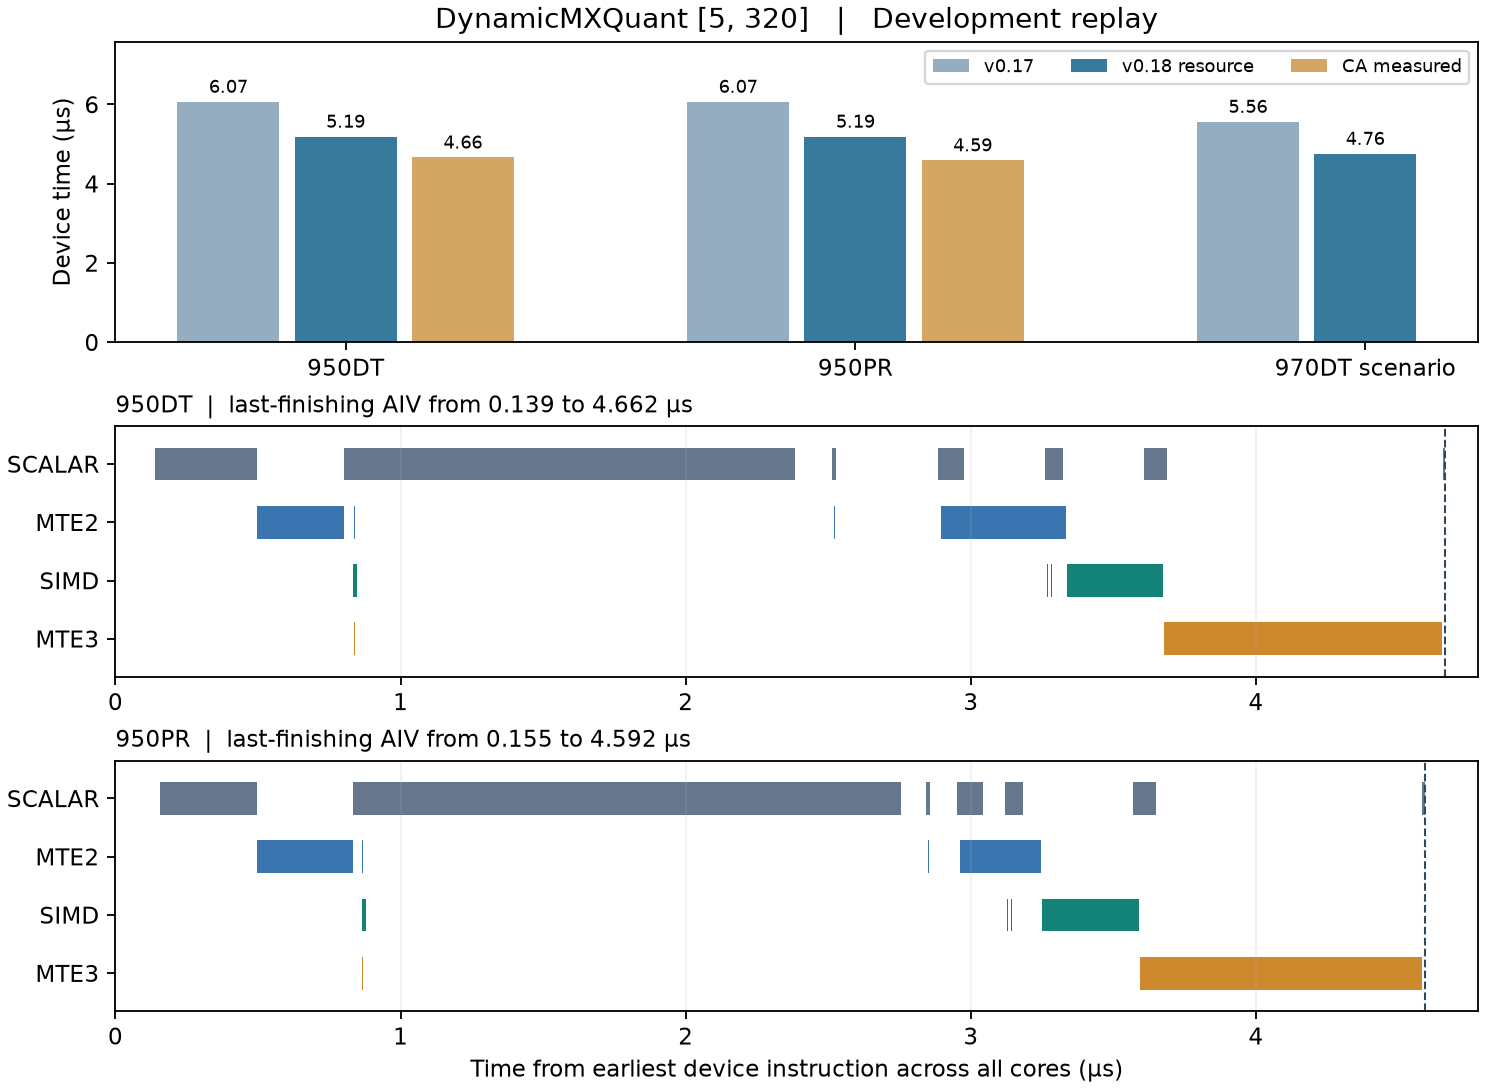 DynamicMXQuant [5, 320]   |   Development replay
v0.17   v0.18 resource   CA measured
Device time (µs)
6
4
2
0
6.07
5.19
4.66
6.07
5.19
4.59
5.56
4.76
950DT   950PR   970DT scenario
950DT  |  last-finishing AIV from 0.139 to 4.662 µs
SCALAR
MTE2
SIMD
MTE3
0   1   2   3   4
950PR  |  last-finishing AIV from 0.155 to 4.592 µs
SCALAR
MTE2
SIMD
MTE3
0   1   2   3   4
Time from earliest device instruction across all cores (µs)